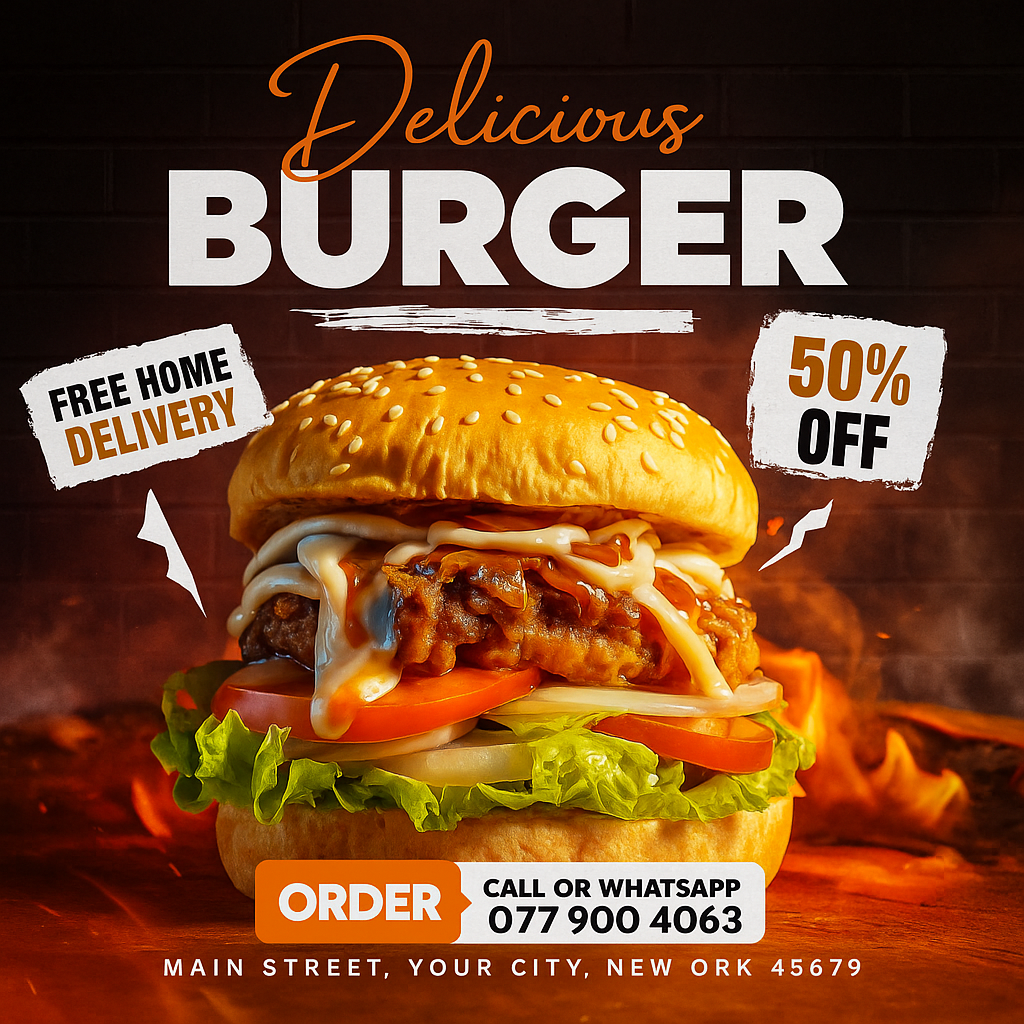 Delicious
BURGER
FREE HOME
DELIVERY
50%
OFF
ORDER
CALL OR WHATSAPP
077 900 4063
MAIN STREET, YOUR CITY, NEW ORK 45679